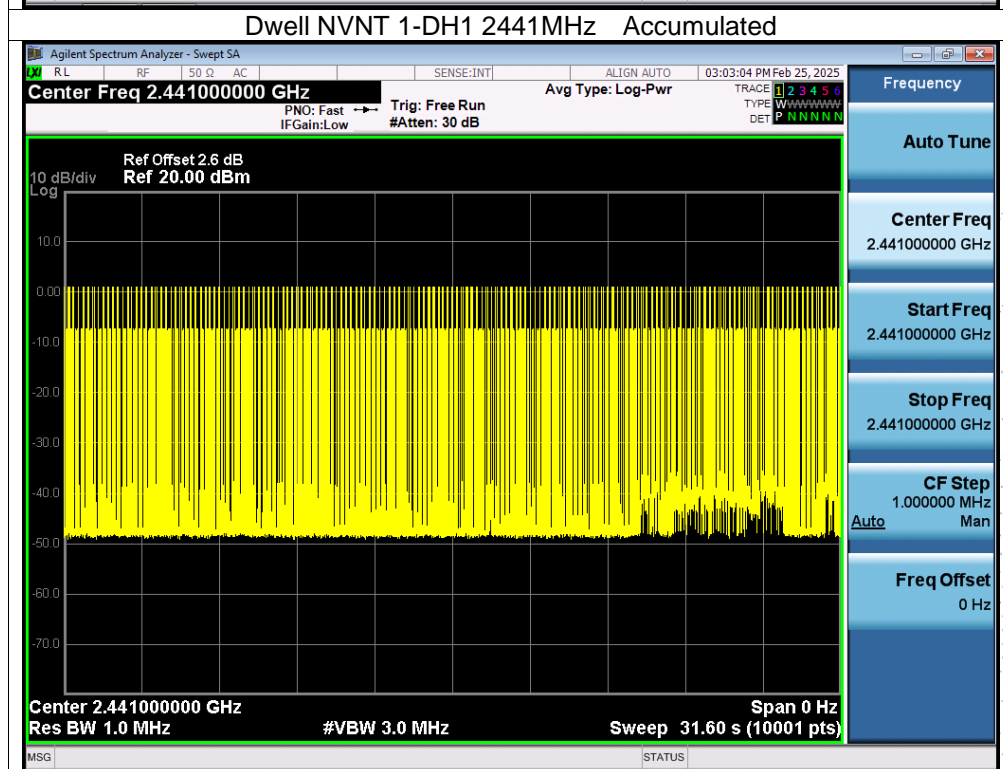 Dwell NVNT 1-DH1 2441MHz Accumulated
Agilent Spectrum Analyzer - Swept SA
LXI RL RF 50 Ω AC SENSE:INT ALIGN AUTO 03:03:04 PM Feb 25, 2025
Center Freq 2.441000000 GHz
PNO: Fast
IFGain:Low
Trig: Free Run
#Atten: 30 dB
Avg Type: Log-Pwr
TRACE 1 2 3 4 5 6
TYPE WWWWWW
DET P N N N N N
Ref Offset 2.6 dB
10 dB/div Ref 20.00 dBm
Log
10.0
0.00
-10.0
-20.0
-30.0
-40.0
-50.0
-60.0
-70.0
Center 2.441000000 GHz Span 0 Hz
Res BW 1.0 MHz #VBW 3.0 MHz Sweep 31.60 s (10001 pts)
MSG STATUS
Frequency
Auto Tune
Center Freq
2.441000000 GHz
Start Freq
2.441000000 GHz
Stop Freq
2.441000000 GHz
CF Step
1.000000 MHz
Auto Man
Freq Offset
0 Hz